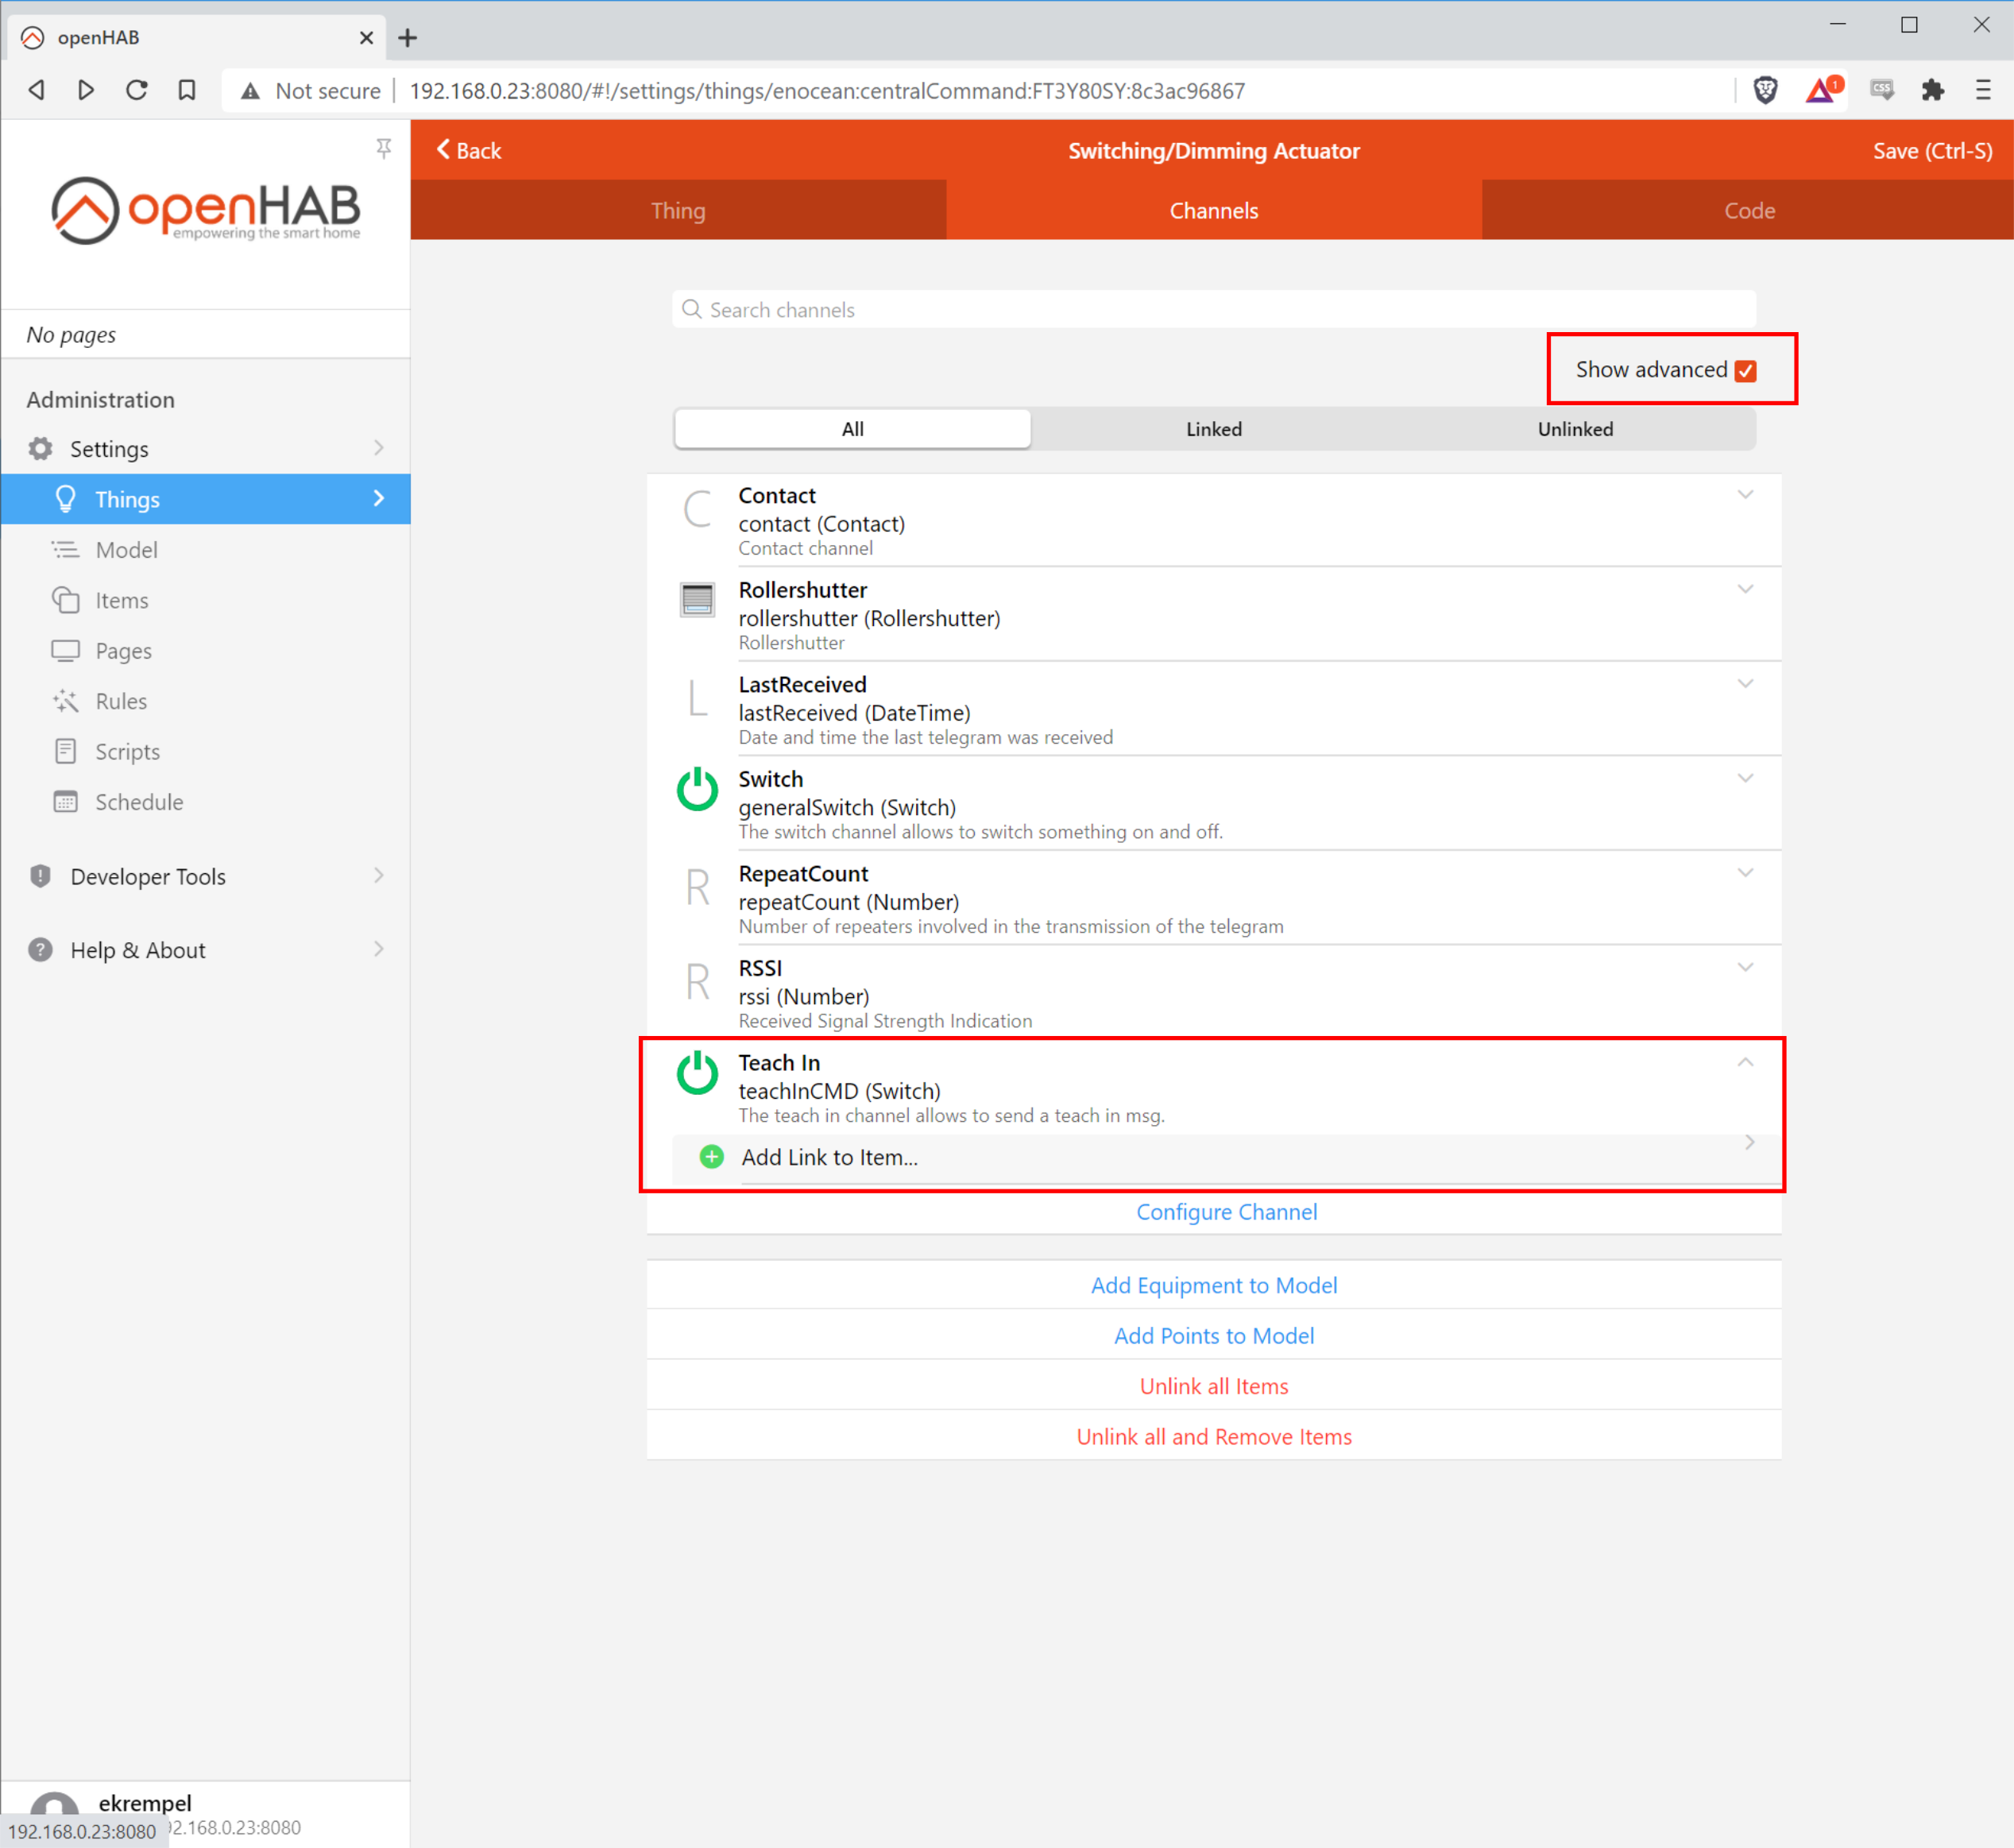 openHAB
Not secure
192.168.0.23:8080/#!/settings/things/enocean:centralCommand:FT3Y80SY:8c3ac96867
1
CSS
openHAB
empowering the smart home
No pages
Administration
Settings
Things
Model
Items
Pages
Rules
Scripts
Schedule
Developer Tools
Help & About
ekrempel
92.168.0.23:8080
192.168.0.23:8080
Back
Switching/Dimming Actuator
Save (Ctrl-S)
Thing
Channels
Code
Search channels
Show advanced
All
Linked
Unlinked
C
Contact
contact (Contact)
Contact channel
Rollershutter
rollershutter (Rollershutter)
Rollershutter
L
LastReceived
lastReceived (DateTime)
Date and time the last telegram was received
Switch
generalSwitch (Switch)
The switch channel allows to switch something on and off.
R
RepeatCount
repeatCount (Number)
Number of repeaters involved in the transmission of the telegram
R
RSSI
rssi (Number)
Received Signal Strength Indication
Teach In
teachInCMD (Switch)
The teach in channel allows to send a teach in msg.
Add Link to Item...
Configure Channel
Add Equipment to Model
Add Points to Model
Unlink all Items
Unlink all and Remove Items